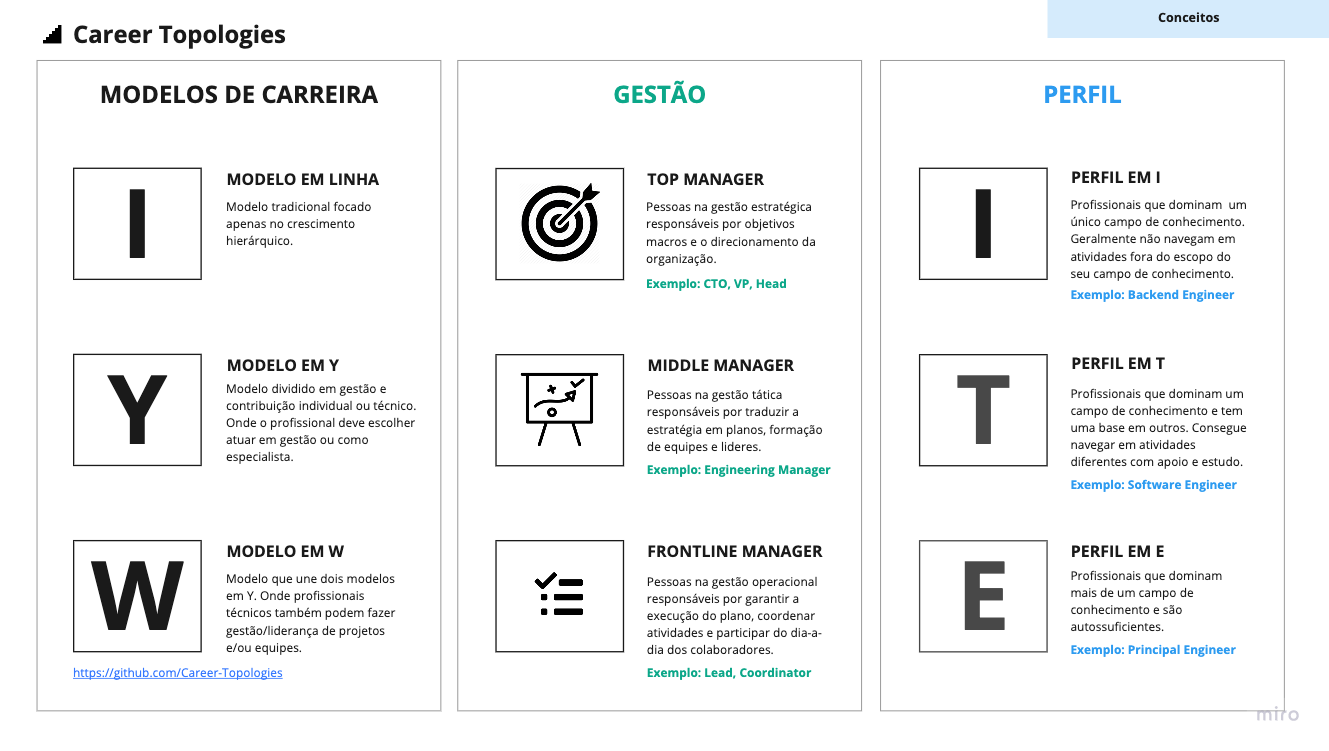 Career Topologies
Conceitos
MODELOS DE CARREIRA
I
MODELO EM LINHA
Modelo tradicional focado
apenas no crescimento
hierárquico.
Y
MODELO EM Y
Modelo dividido em gestão e
contribuição individual ou técnico.
Onde o profissional deve escolher
atuar em gestão ou como
especialista.
W
MODELO EM W
Modelo que une dois modelos
em Y. Onde profissionais
técnicos também podem fazer
gestão/liderança de projetos
e/ou equipes.
https://github.com/Career-Topologies
GESTÃO
TOP MANAGER
Pessoas na gestão estratégica
responsáveis por objetivos
macros e o direcionamento da
organização.
Exemplo: CTO, VP, Head
MIDDLE MANAGER
Pessoas na gestão tática
responsáveis por traduzir a
estratégia em planos, formação
de equipes e lideres.
Exemplo: Engineering Manager
FRONTLINE MANAGER
Pessoas na gestão operacional
responsáveis por garantir a
execução do plano, coordenar
atividades e participar do dia-a-
dia dos colaboradores.
Exemplo: Lead, Coordinator
PERFIL
I
PERFIL EM I
Profissionais que dominam um
único campo de conhecimento.
Geralmente não navegam em
atividades fora do escopo do
seu campo de conhecimento.
Exemplo: Backend Engineer
T
PERFIL EM T
Profissionais que dominam um
campo de conhecimento e tem
uma base em outros. Consegue
navegar em atividades
diferentes com apoio e estudo.
Exemplo: Software Engineer
E
PERFIL EM E
Profissionais que dominam
mais de um campo de
conhecimento e são
autossuficientes.
Exemplo: Principal Engineer
miro